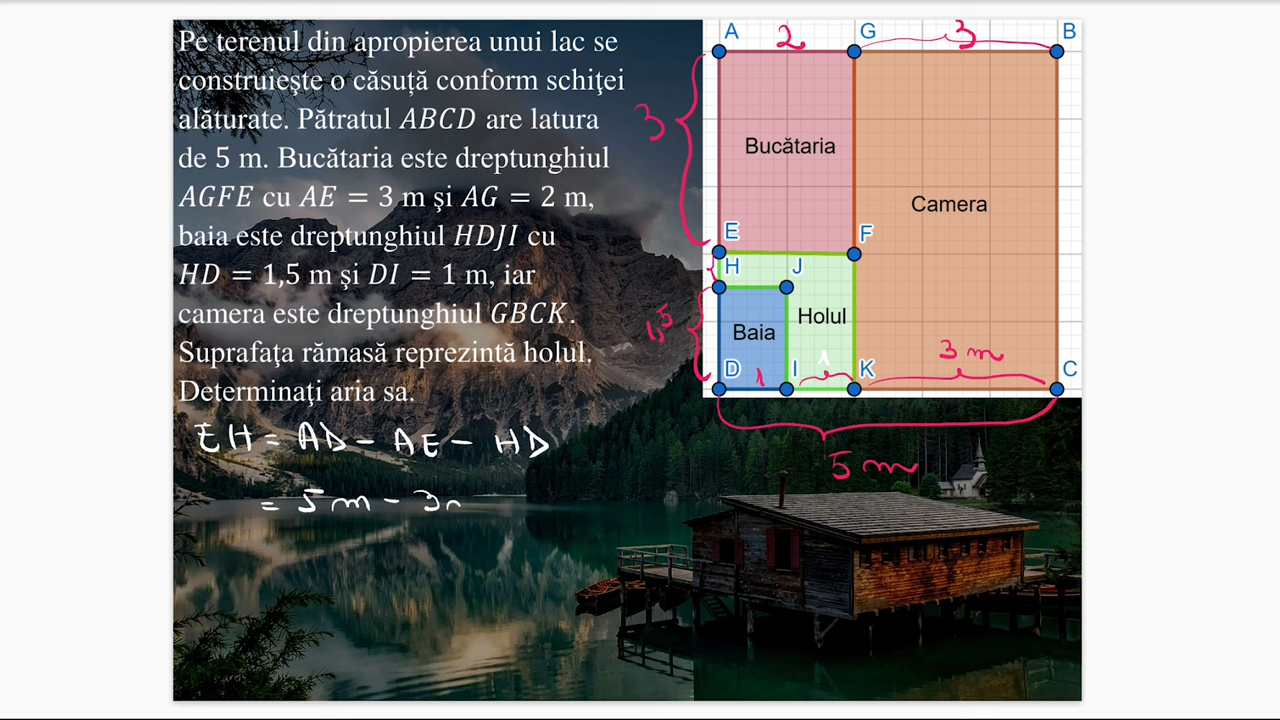 Pe terenul din apropierea unui lac se
construieşte o căsuţă conform schiţei
alăturate. Pătratul ABCD are latura
de 5 m. Bucătaria este dreptunghiul
AGFE cu AE = 3 m şi AG = 2 m,
baia este dreptunghiul HDJI cu
HD = 1,5 m şi DI = 1 m, iar
camera este dreptunghiul GBCK.
Suprafaţa rămasă reprezintă holul.
Determinaţi aria sa.
EH = AD - AE - HD
= 5 m - 3
A 2 G 3 B
3
Bucătaria
Camera
E F
H J
1,5
Holul
Baia
1 3 m
D 1 I K C
5 m